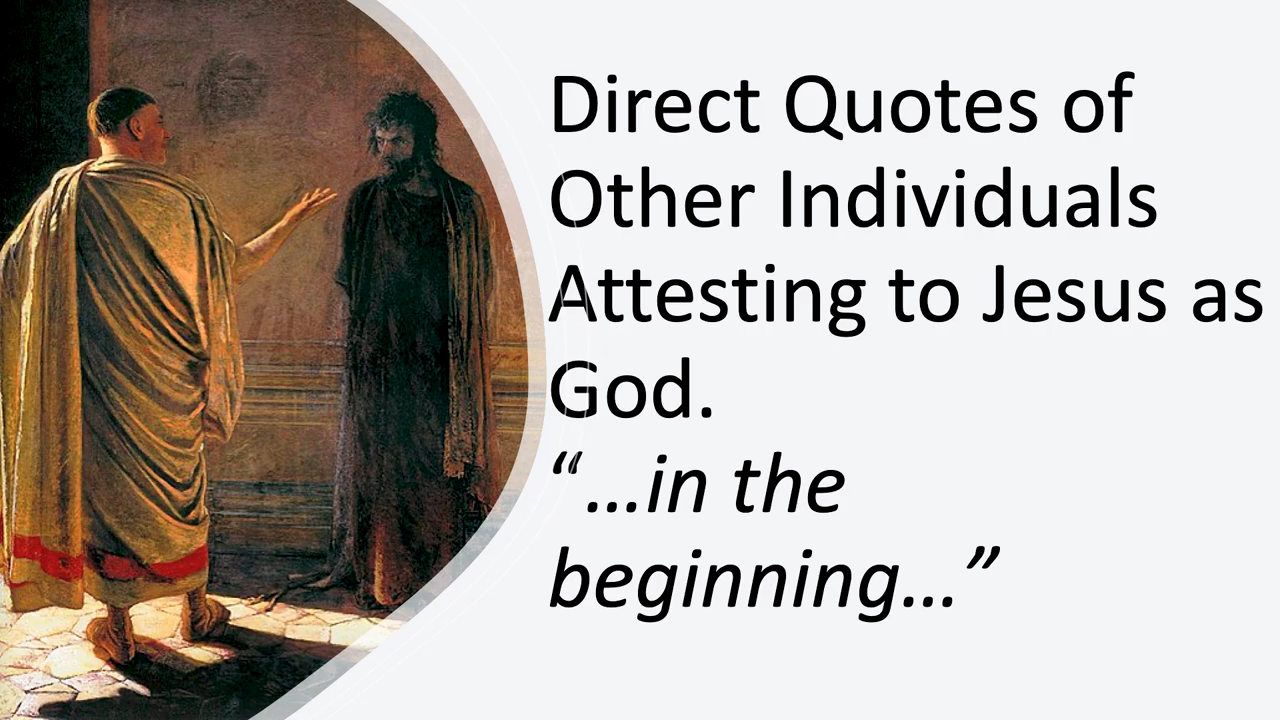 Direct Quotes of
Other Individuals
Attesting to Jesus as
God.
“…in the
beginning…”